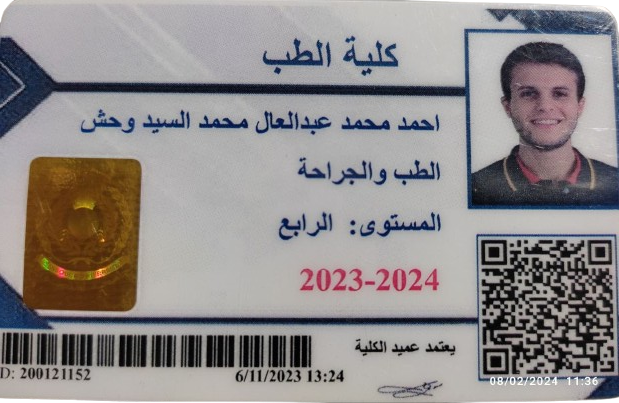 كلية الطب
احمد محمد عبدالعال محمد السيد وحش
الطب والجراحة
المستوى: الرابع
2023-2024
يعتمد عميد الكلية
ID: 200121152
6/11/2023 13:24
08/02/2024 11:36